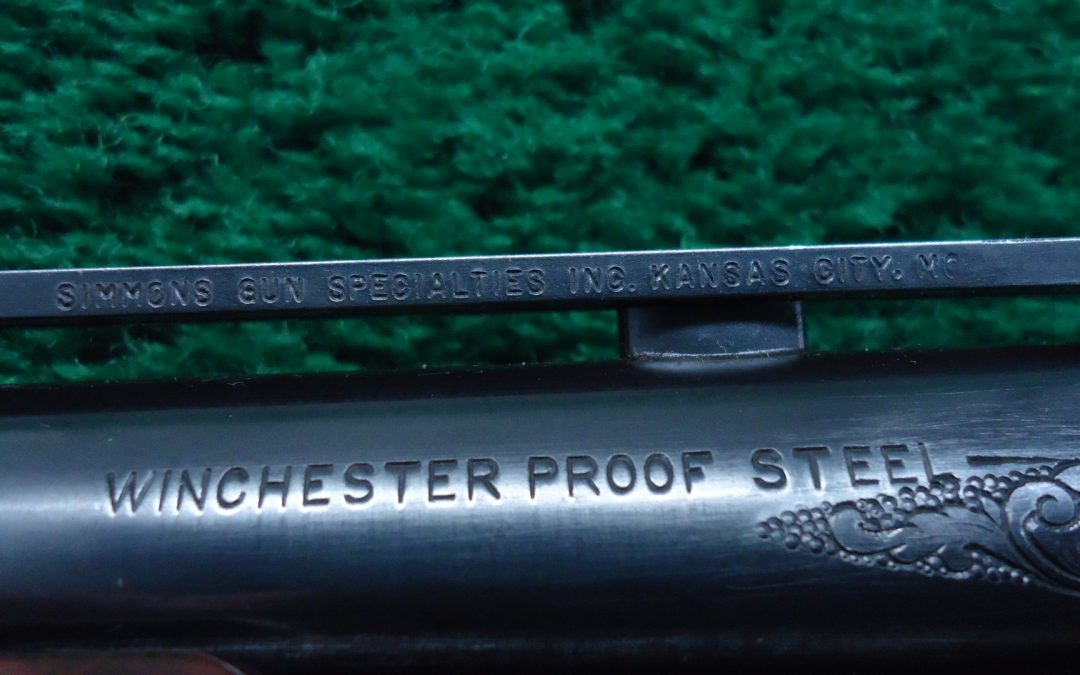 SIMMONS GUN SPECIALTIES INC. KANSAS CITY. MO
WINCHESTER PROOF STEEL